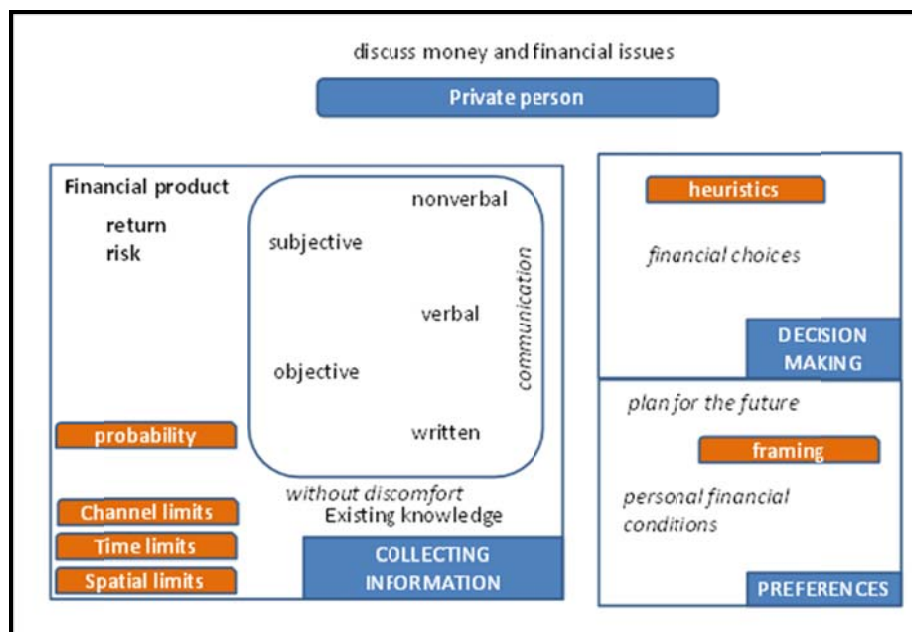 discuss money and financial issues
Private person
Financial product
return
risk
nonverbal
subjective
verbal
objective
written
communication
probability
without discomfort
Existing knowledge
Channel limits
Time limits
Spatial limits
COLLECTING
INFORMATION
heuristics
financial choices
DECISION
MAKING
plan for the future
framing
personal financial
conditions
PREFERENCES